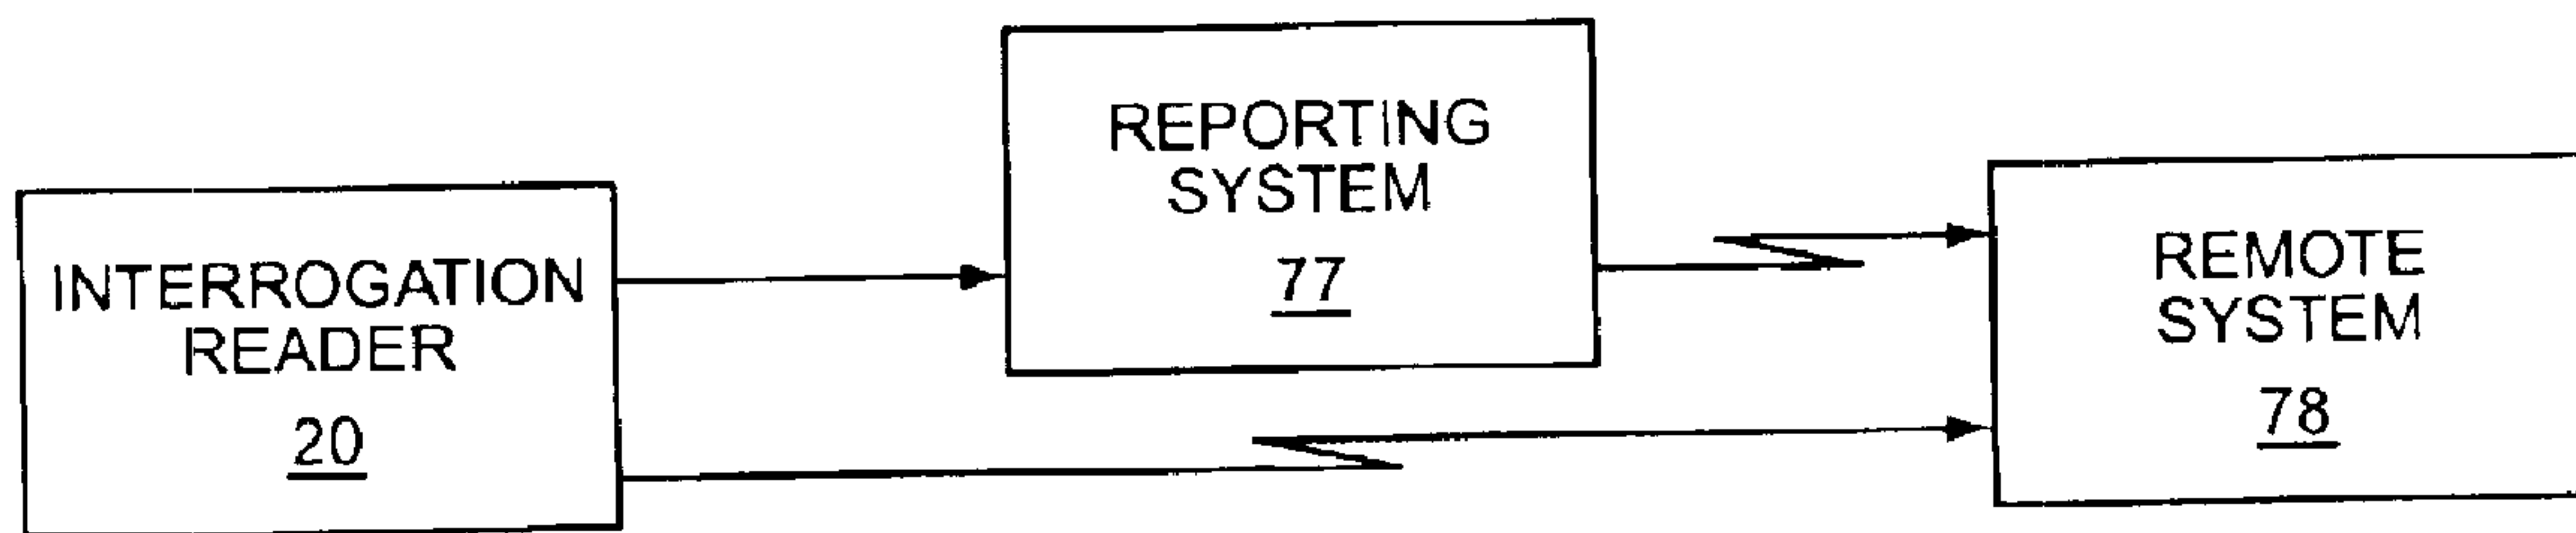 INTERROGATION
READER
20
REPORTING
SYSTEM
77
REMOTE
SYSTEM
78